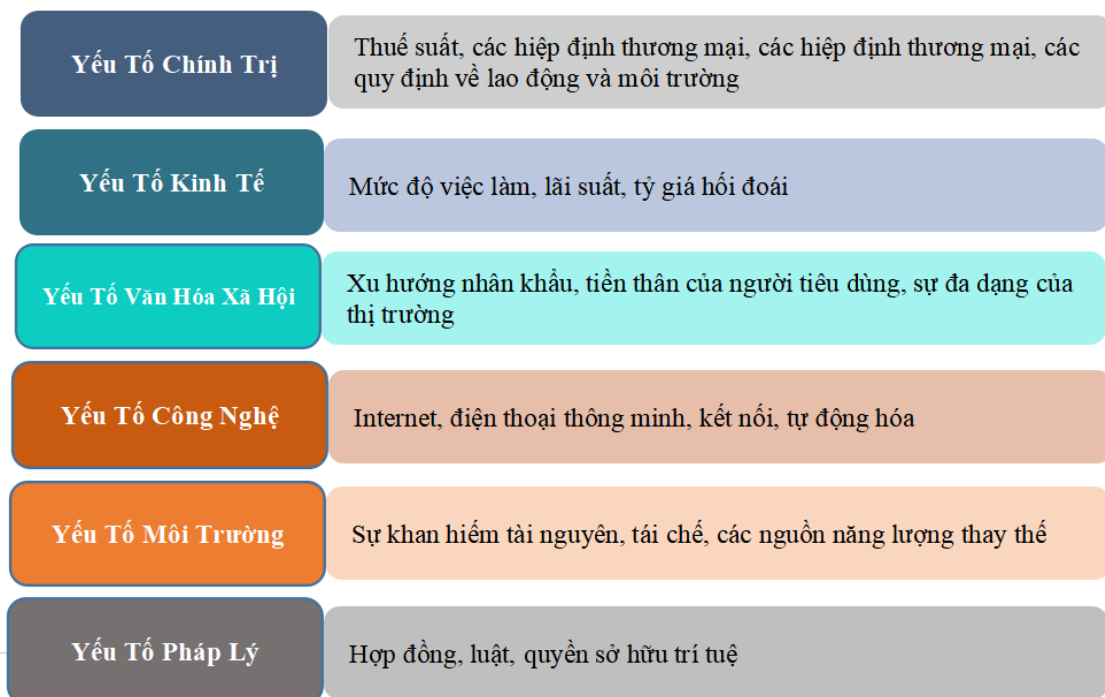 Yếu Tố Chính Trị
Thuế suất, các hiệp định thương mại, các hiệp định thương mại, các
quy định về lao động và môi trường
Yếu Tố Kinh Tế
Mức độ việc làm, lãi suất, tỷ giá hối đoái
Yếu Tố Văn Hóa Xã Hội
Xu hướng nhân khẩu, tiền thân của người tiêu dùng, sự đa dạng của
thị trường
Yếu Tố Công Nghệ
Internet, điện thoại thông minh, kết nối, tự động hóa
Yếu Tố Môi Trường
Sự khan hiếm tài nguyên, tái chế, các nguồn năng lượng thay thế
Yếu Tố Pháp Lý
Hợp đồng, luật, quyền sở hữu trí tuệ